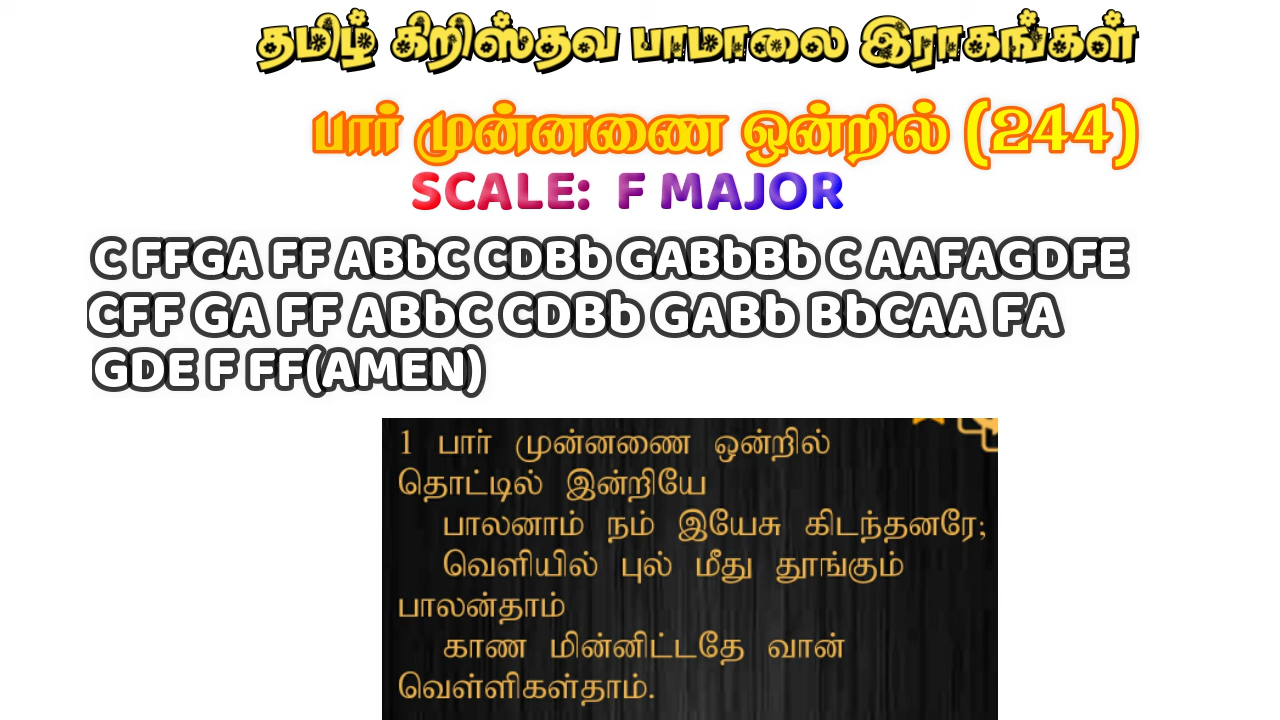 தமிழ் கிறிஸ்தவ பாமாலை இராகங்கள்
பார் முன்னணை ஒன்றில் (244)
SCALE: F MAJOR
C FFGA FF ABbC CDBb GABbBb C AAFAGDFE
CFF GA FF ABbC CDBb GABb BbCAA FA
GDE F FF(AMEN)
1 பார் முன்னணை ஒன்றில்
தொட்டில் இன்றியே
பாலனாம் நம் இயேசு கிடந்தனரே;
வெளியில் புல் மீது தூங்கும்
பாலன்தாம்
காண மின்னிட்டதே வான்
வெள்ளிகள்தாம்.